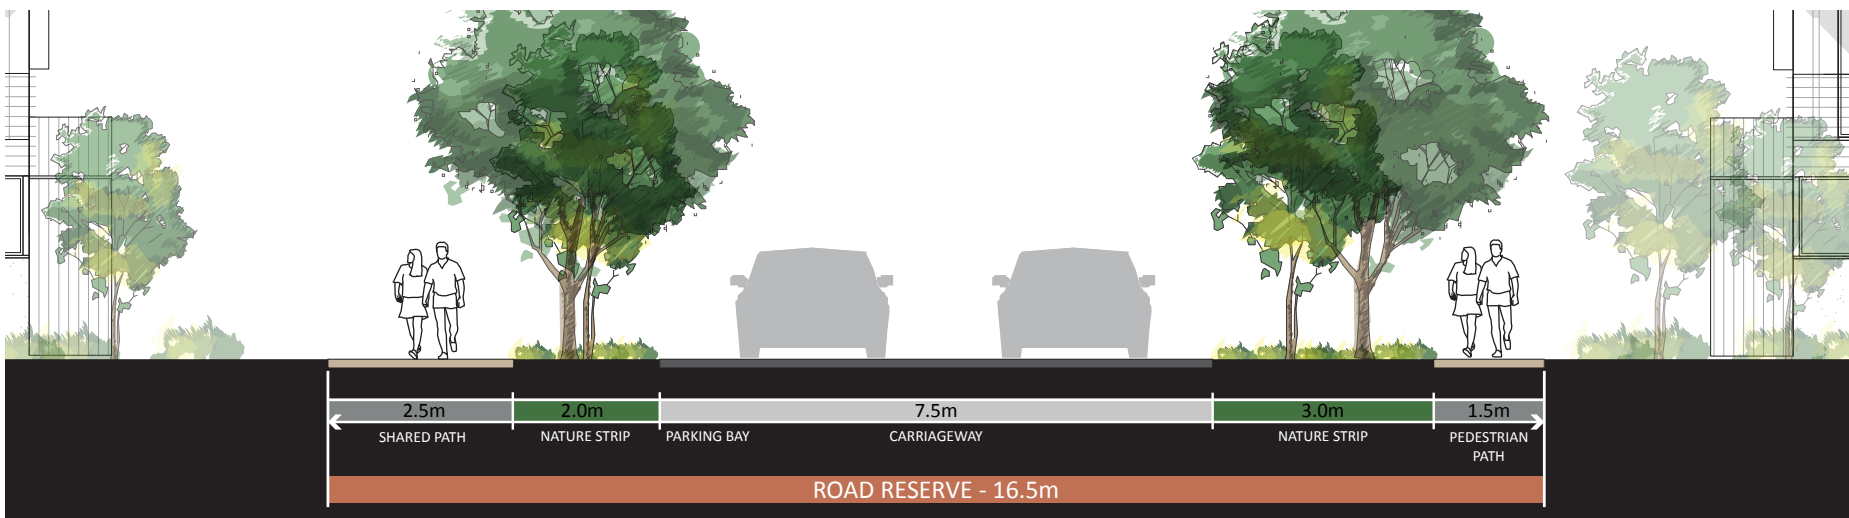 2.5m 2.0m 7.5m 3.0m 1.5m
SHARED PATH NATURE STRIP PARKING BAY CARRIAGEWAY NATURE STRIP PEDESTRIAN
PATH
ROAD RESERVE - 16.5m